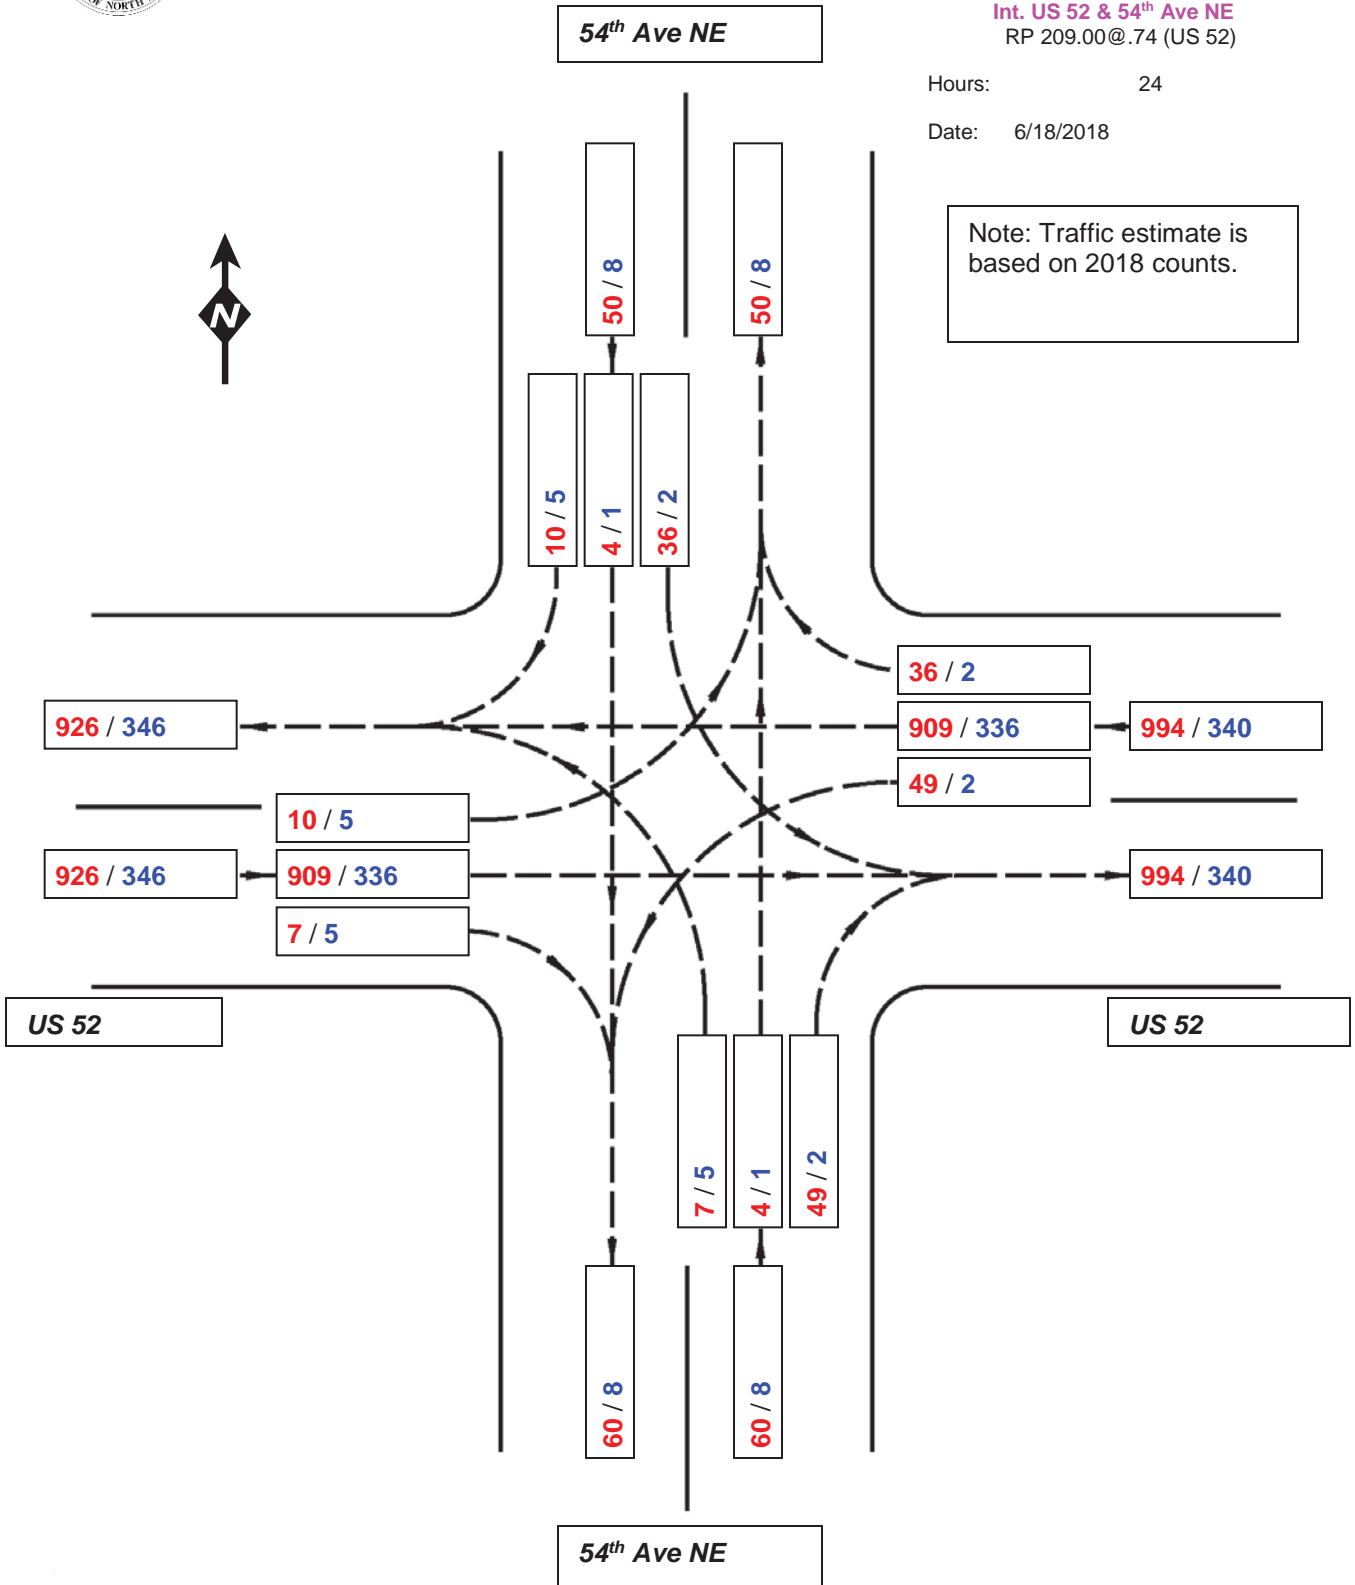 OF NORTH
54th Ave NE
Int. US 52 & 54th Ave NE
RP 209.00@.74 (US 52)
Hours: 24
Date: 6/18/2018
Note: Traffic estimate is
based on 2018 counts.
50 / 8
50 / 8
N
10 / 5
4 / 1
36 / 2
36 / 2
926 / 346
909 / 336
994 / 340
49 / 2
10 / 5
926 / 346
909 / 336
994 / 340
7 / 5
US 52
US 52
7 / 5
4 / 1
49 / 2
60 / 8
60 / 8
54th Ave NE